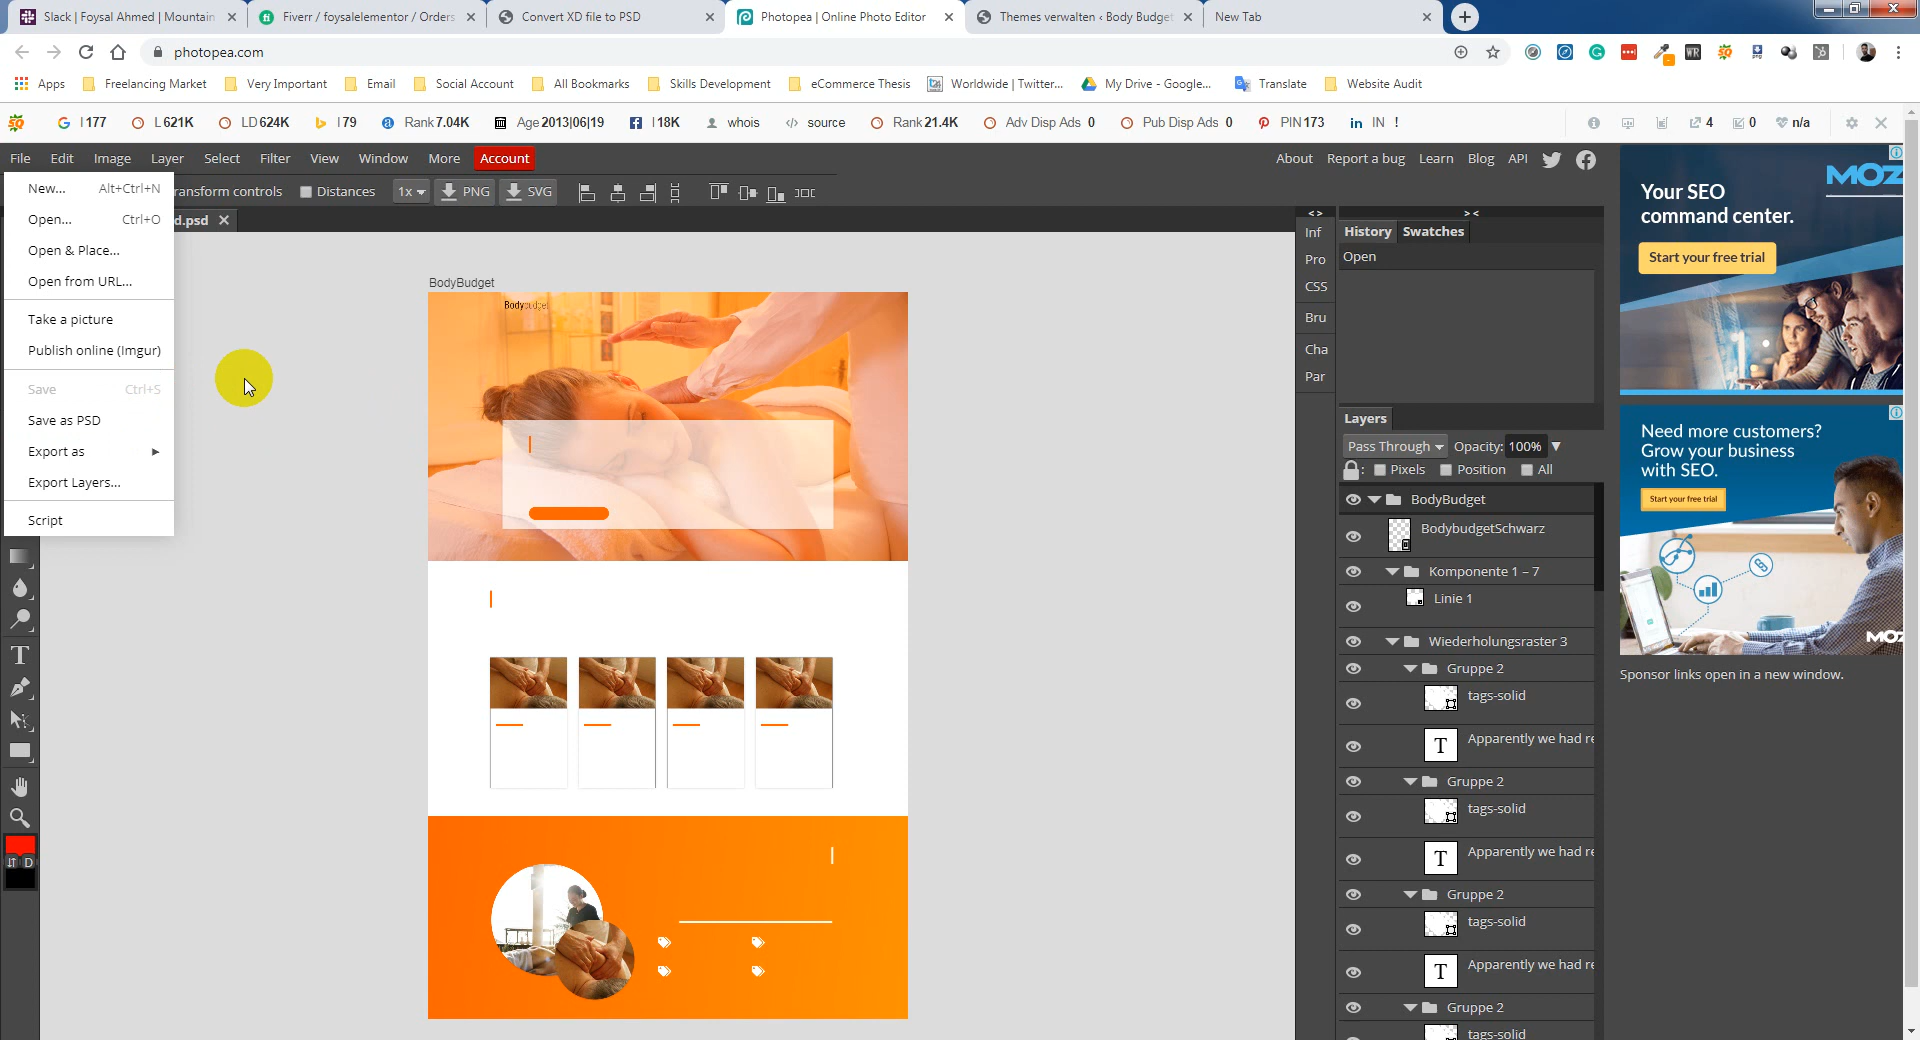 Slack | Foysal Ahmed | Mountain
Fiverr / foysalelementor / Orders
Convert XD file to PSD
Photopea | Online Photo Editor
Themes verwalten ‹ Body Budget
New Tab
photopea.com
Apps
Freelancing Market
Very Important
Email
Social Account
All Bookmarks
Skills Development
eCommerce Thesis
Worldwide | Twitter...
My Drive - Google...
Translate
Website Audit
I 177
L 621K
LD 624K
I 79
Rank 7.04K
Age 2013|06|19
I 18K
whois
source
Rank 21.4K
Adv Disp Ads 0
Pub Disp Ads 0
PIN 173
IN !
4
0
n/a
File Edit Image Layer Select Filter View Window More Account
About Report a bug Learn Blog API
New... Alt+Ctrl+N
Open... Ctrl+O
Open & Place...
Open from URL...
Take a picture
Publish online (Imgur)
Save Ctrl+S
Save as PSD
Export as
Export Layers...
Script
ransform controls
Distances
1x
PNG
SVG
d.psd
BodyBudget
Bodybudget
Inf
Pro
CSS
Bru
Cha
Par
History Swatches
Open
Layers
Pass Through Opacity: 100%
Pixels Position All
BodyBudget
BodybudgetSchwarz
Komponente 1 – 7
Linie 1
Wiederholungsraster 3
Gruppe 2
tags-solid
T Apparently we had re
Gruppe 2
tags-solid
T Apparently we had re
Gruppe 2
tags-solid
T Apparently we had re
Gruppe 2
tags-solid
T
D
MOZ
Your SEO
command center.
Start your free trial
Need more customers?
Grow your business
with SEO.
Start your free trial
MOZ
Sponsor links open in a new window.